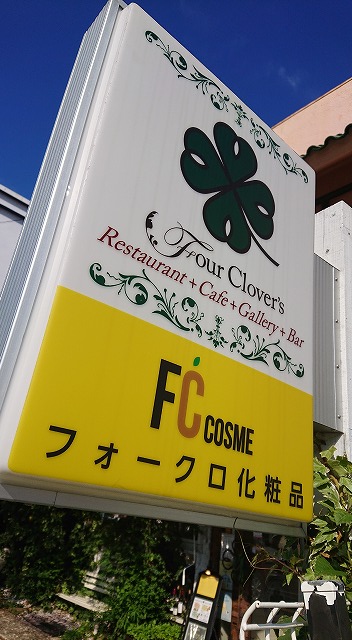 Four Clover's
Restaurant + Cafe + Gallery + Bar
FC COSME
フォークロ化粧品